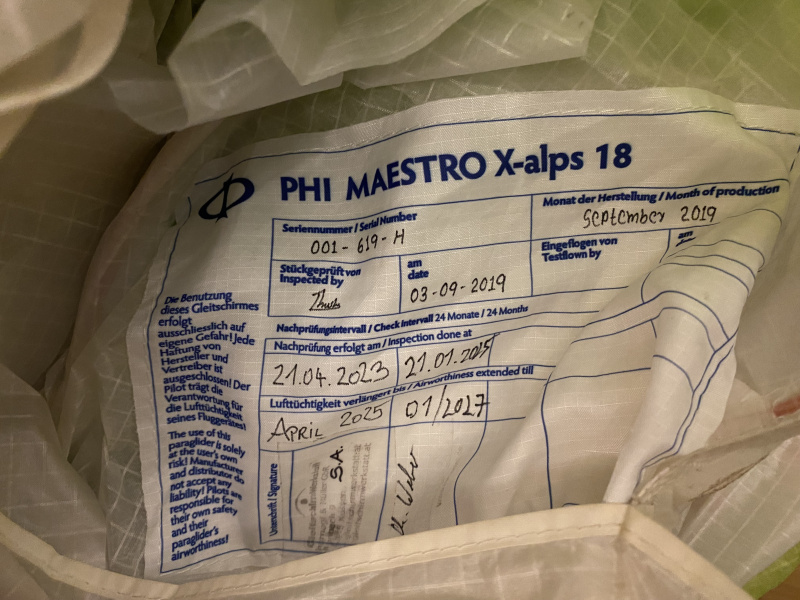 PHI MAESTRO X-alps 18
Seriennummer / Serial Number
001-619-H
Monat der Herstellung / Month of production
September 2019
Stückgeprüft von
Inspected by
am
date
03-09-2019
Eingeflogen von
Testflown by
am
Nachprüfungsintervall / Check interval 24 Monate / 24 Months
Nachprüfung erfolgt am / Inspection done at
21.04.2023
21.01.2025
Lufttüchtigkeit verlängert bis / Airworthiness extended till
APRIL 2025
01/2027
Unterschrift / Signature
S.A.
Die Benutzung
dieses Gleitschirmes
erfolgt
ausschliesslich auf
eigene Gefahr! Jede
Haftung von
Hersteller und
Vertreiber ist
ausgeschlossen! Der
Pilot trägt die
Verantwortung für
die Lufttüchtigkeit
seines Fluggerätes!
The use of this
paraglider is solely
at the user's own
risk! Manufacturer
and distributor do
not accept any
liability! Pilots are
responsible for
their own safety
and their
paraglider's
airworthiness!